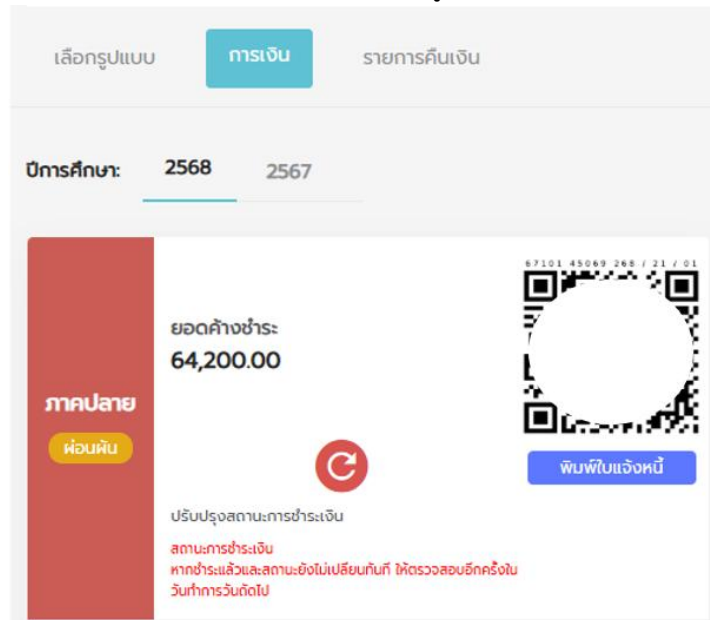 เลือกรูปแบบ การเงิน รายการคืนเงิน
ปีการศึกษา: 2568 2567
67101 45069 268 / 21 / 01
ยอดค้างชำระ
64,200.00
ภาคปลาย
ผ่อนผัน
พิมพ์ใบแจ้งหนี้
ปรับปรุงสถานะการชำระเงิน
สถานะการชำระเงิน
หากชำระแล้วและสถานะยังไม่เปลี่ยนทันที ให้ตรวจสอบอีกครั้งใน
วันทำการวันถัดไป